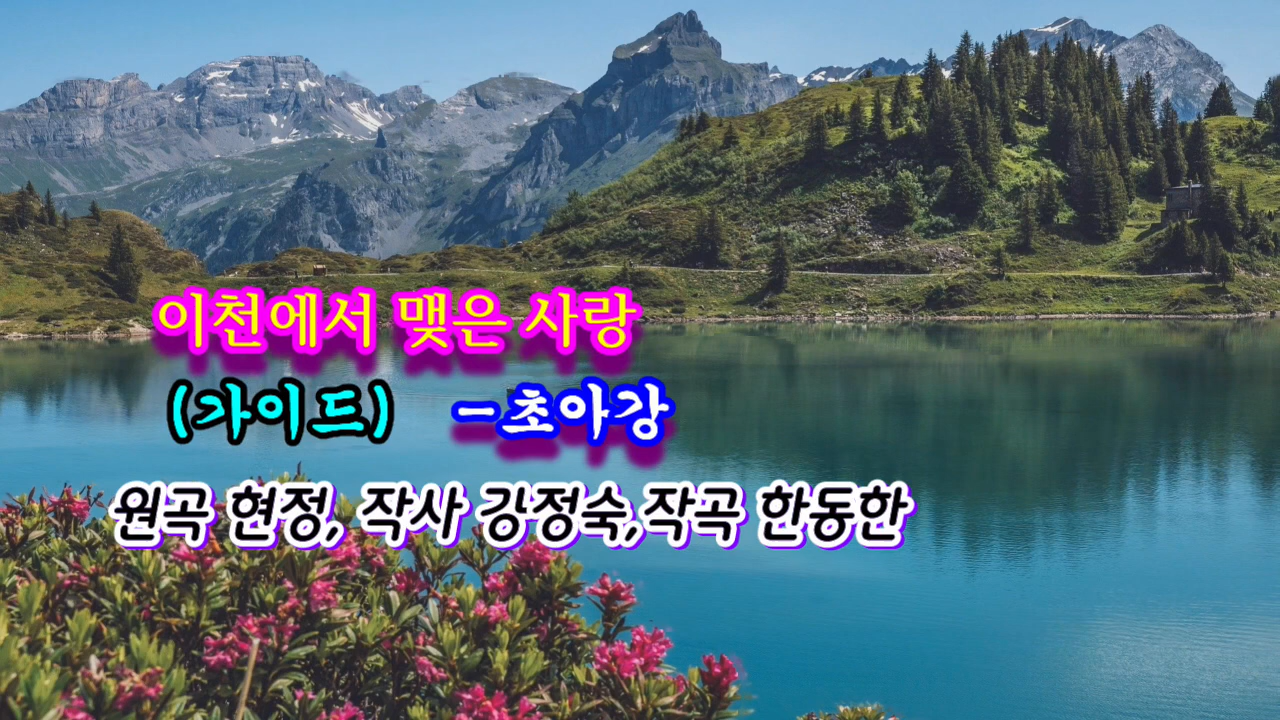 이천에서 맺은 사랑
(가이드) -초아강
원곡 현정, 작사 강정숙,작곡 한동한